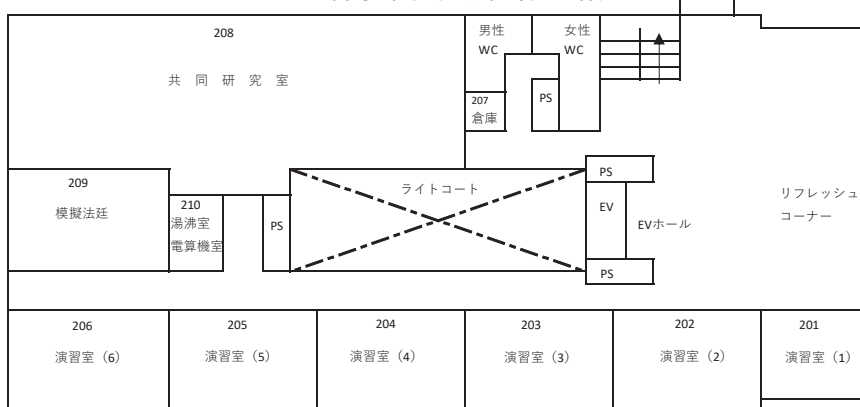 208
共 同 研 究 室
男性
WC
女性
WC
207
倉庫
PS
209
模擬法廷
210
湯沸室
電算機室
PS
ライトコート
PS
EV
EVホール
PS
リフレッシュ
コーナー
206
演習室（6）
205
演習室（5）
204
演習室（4）
203
演習室（3）
202
演習室（2）
201
演習室（1）